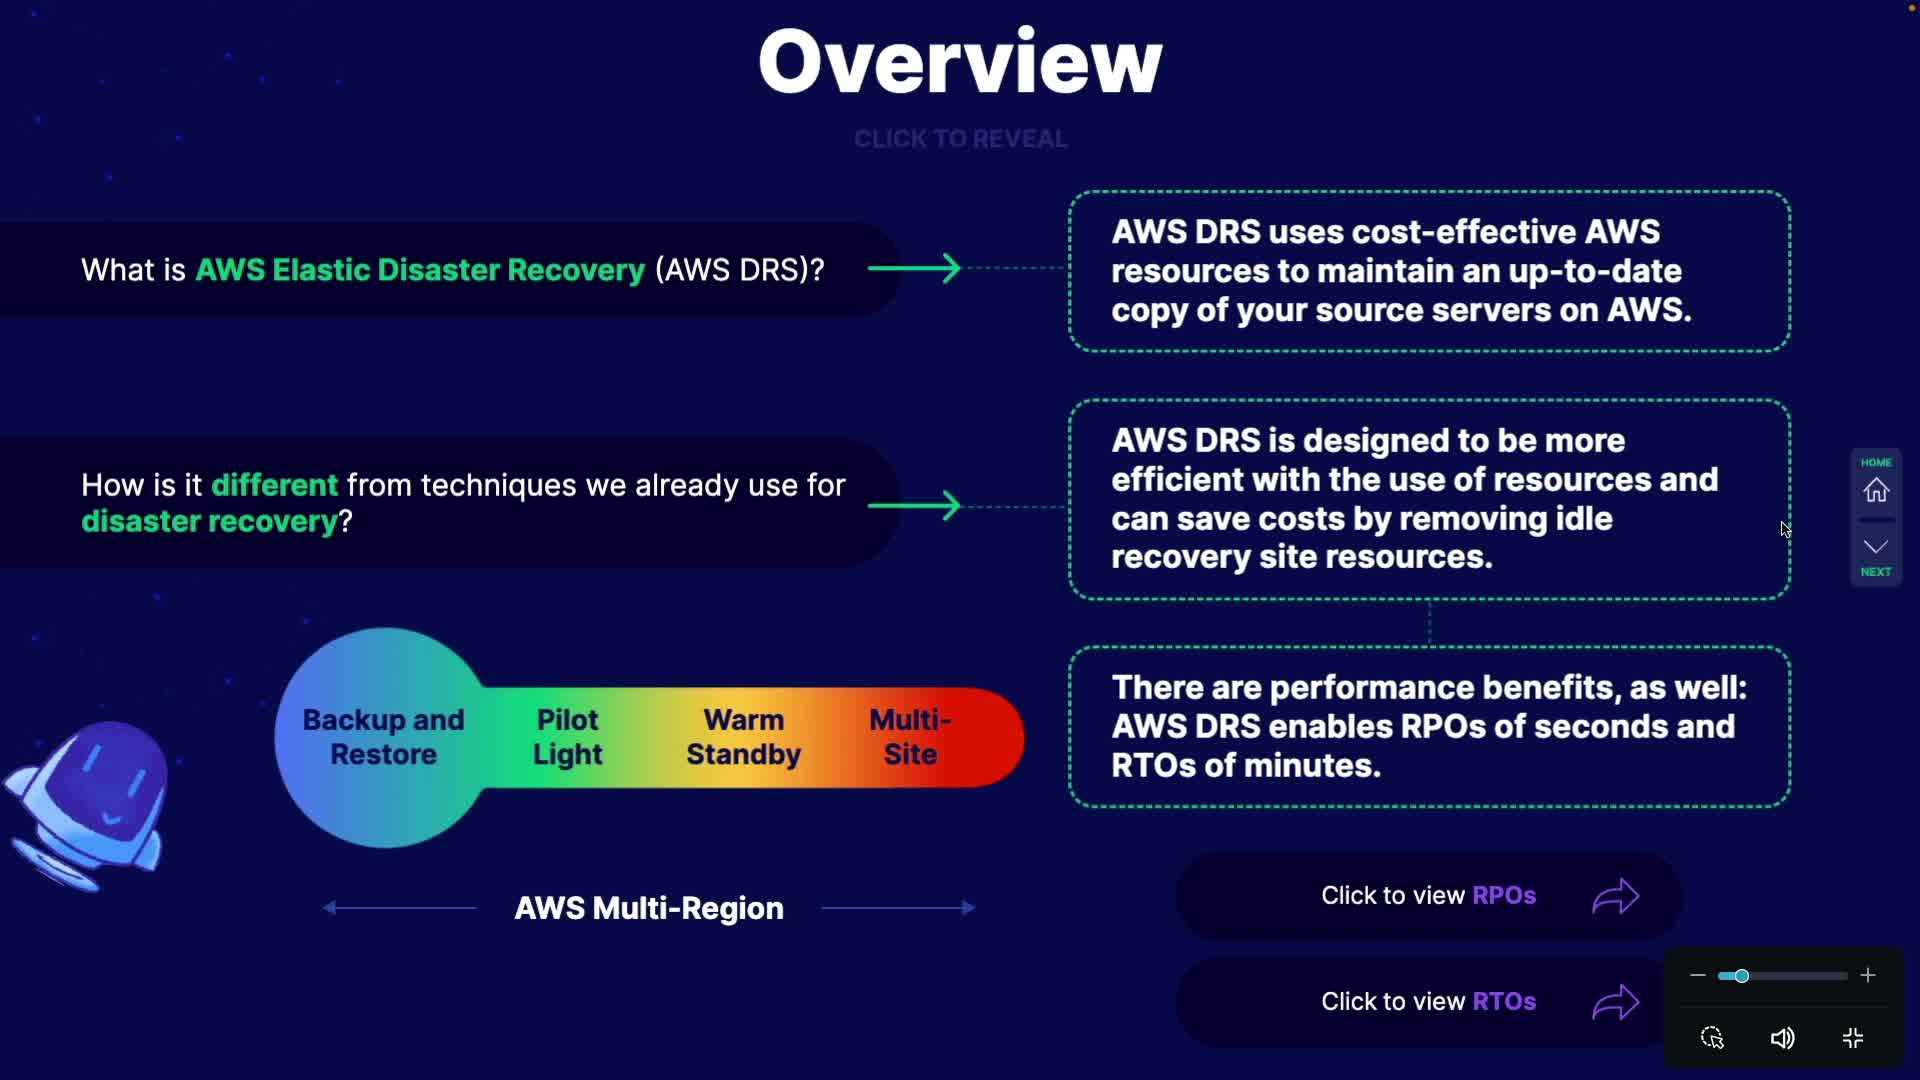 Overview
CLICK TO REVEAL
What is AWS Elastic Disaster Recovery (AWS DRS)?
AWS DRS uses cost-effective AWS
resources to maintain an up-to-date
copy of your source servers on AWS.
How is it different from techniques we already use for
disaster recovery?
AWS DRS is designed to be more
efficient with the use of resources and
can save costs by removing idle
recovery site resources.
HOME
NEXT
There are performance benefits, as well:
AWS DRS enables RPOs of seconds and
RTOs of minutes.
Backup and
Restore
Pilot
Light
Warm
Standby
Multi-
Site
AWS Multi-Region
Click to view RPOs
Click to view RTOs